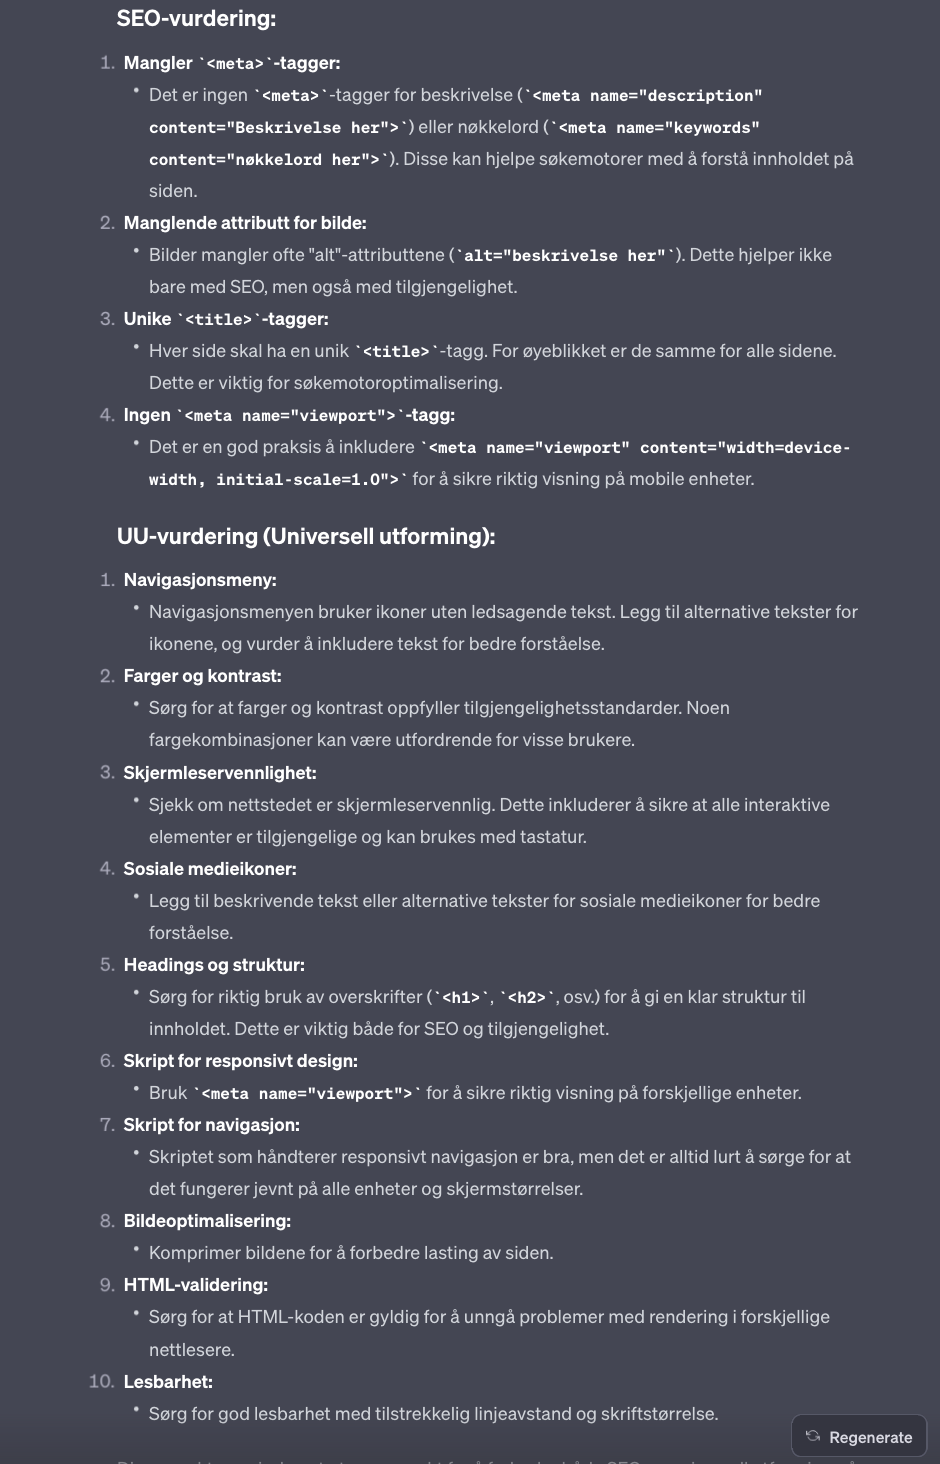 SEO-vurdering:
1. Mangler `<meta>`-tagger:
• Det er ingen `<meta>`-tagger for beskrivelse (`<meta name="description"
content="Beskrivelse her">`) eller nøkkelord (`<meta name="keywords"
content="nøkkelord her">`). Disse kan hjelpe søkemotorer med å forstå innholdet på
siden.
2. Manglende attributt for bilde:
• Bilder mangler ofte "alt"-attributtene (`alt="beskrivelse her"`). Dette hjelper ikke
bare med SEO, men også med tilgjengelighet.
3. Unike `<title>`-tagger:
• Hver side skal ha en unik `<title>`-tagg. For øyeblikket er de samme for alle sidene.
Dette er viktig for søkemotoroptimalisering.
4. Ingen `<meta name="viewport">`-tagg:
• Det er en god praksis å inkludere `<meta name="viewport" content="width=device-
width, initial-scale=1.0">` for å sikre riktig visning på mobile enheter.
UU-vurdering (Universell utforming):
1. Navigasjonsmeny:
• Navigasjonsmenyen bruker ikoner uten ledsagende tekst. Legg til alternative tekster for
ikonene, og vurder å inkludere tekst for bedre forståelse.
2. Farger og kontrast:
• Sørg for at farger og kontrast oppfyller tilgjengelighetsstandarder. Noen
fargekombinasjoner kan være utfordrende for visse brukere.
3. Skjermleservennlighet:
• Sjekk om nettstedet er skjermleservennlig. Dette inkluderer å sikre at alle interaktive
elementer er tilgjengelige og kan brukes med tastatur.
4. Sosiale medieikoner:
• Legg til beskrivende tekst eller alternative tekster for sosiale medieikoner for bedre
forståelse.
5. Headings og struktur:
• Sørg for riktig bruk av overskrifter (`<h1>`, `<h2>`, osv.) for å gi en klar struktur til
innholdet. Dette er viktig både for SEO og tilgjengelighet.
6. Skript for responsivt design:
• Bruk `<meta name="viewport">` for å sikre riktig visning på forskjellige enheter.
7. Skript for navigasjon:
• Skriptet som håndterer responsivt navigasjon er bra, men det er alltid lurt å sørge for at
det fungerer jevnt på alle enheter og skjermstørrelser.
8. Bildeoptimalisering:
• Komprimer bildene for å forbedre lasting av siden.
9. HTML-validering:
• Sørg for at HTML-koden er gyldig for å unngå problemer med rendering i forskjellige
nettlesere.
10. Lesbarhet:
• Sørg for god lesbarhet med tilstrekkelig linjeavstand og skriftstørrelse.
Regenerate